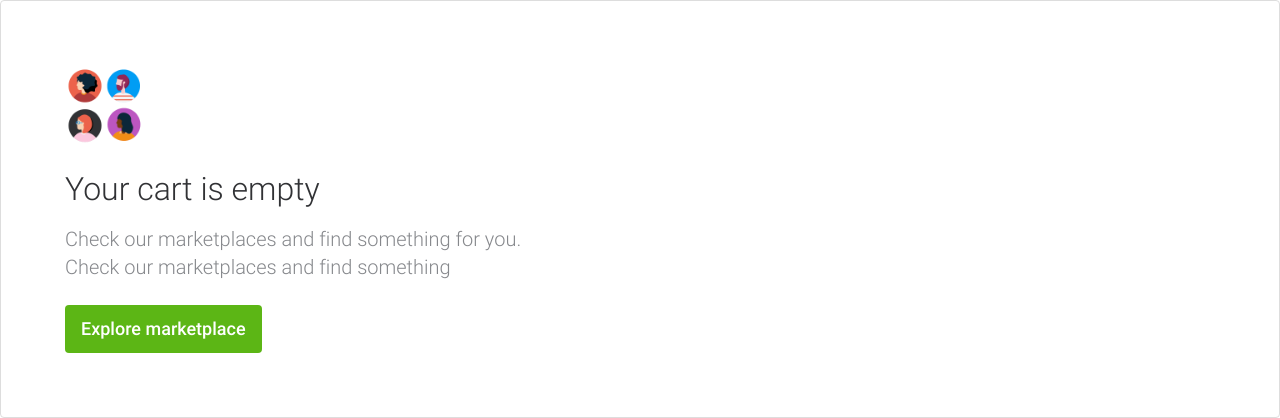 Your cart is empty
Check our marketplaces and find something for you.
Check our marketplaces and find something
Explore marketplace